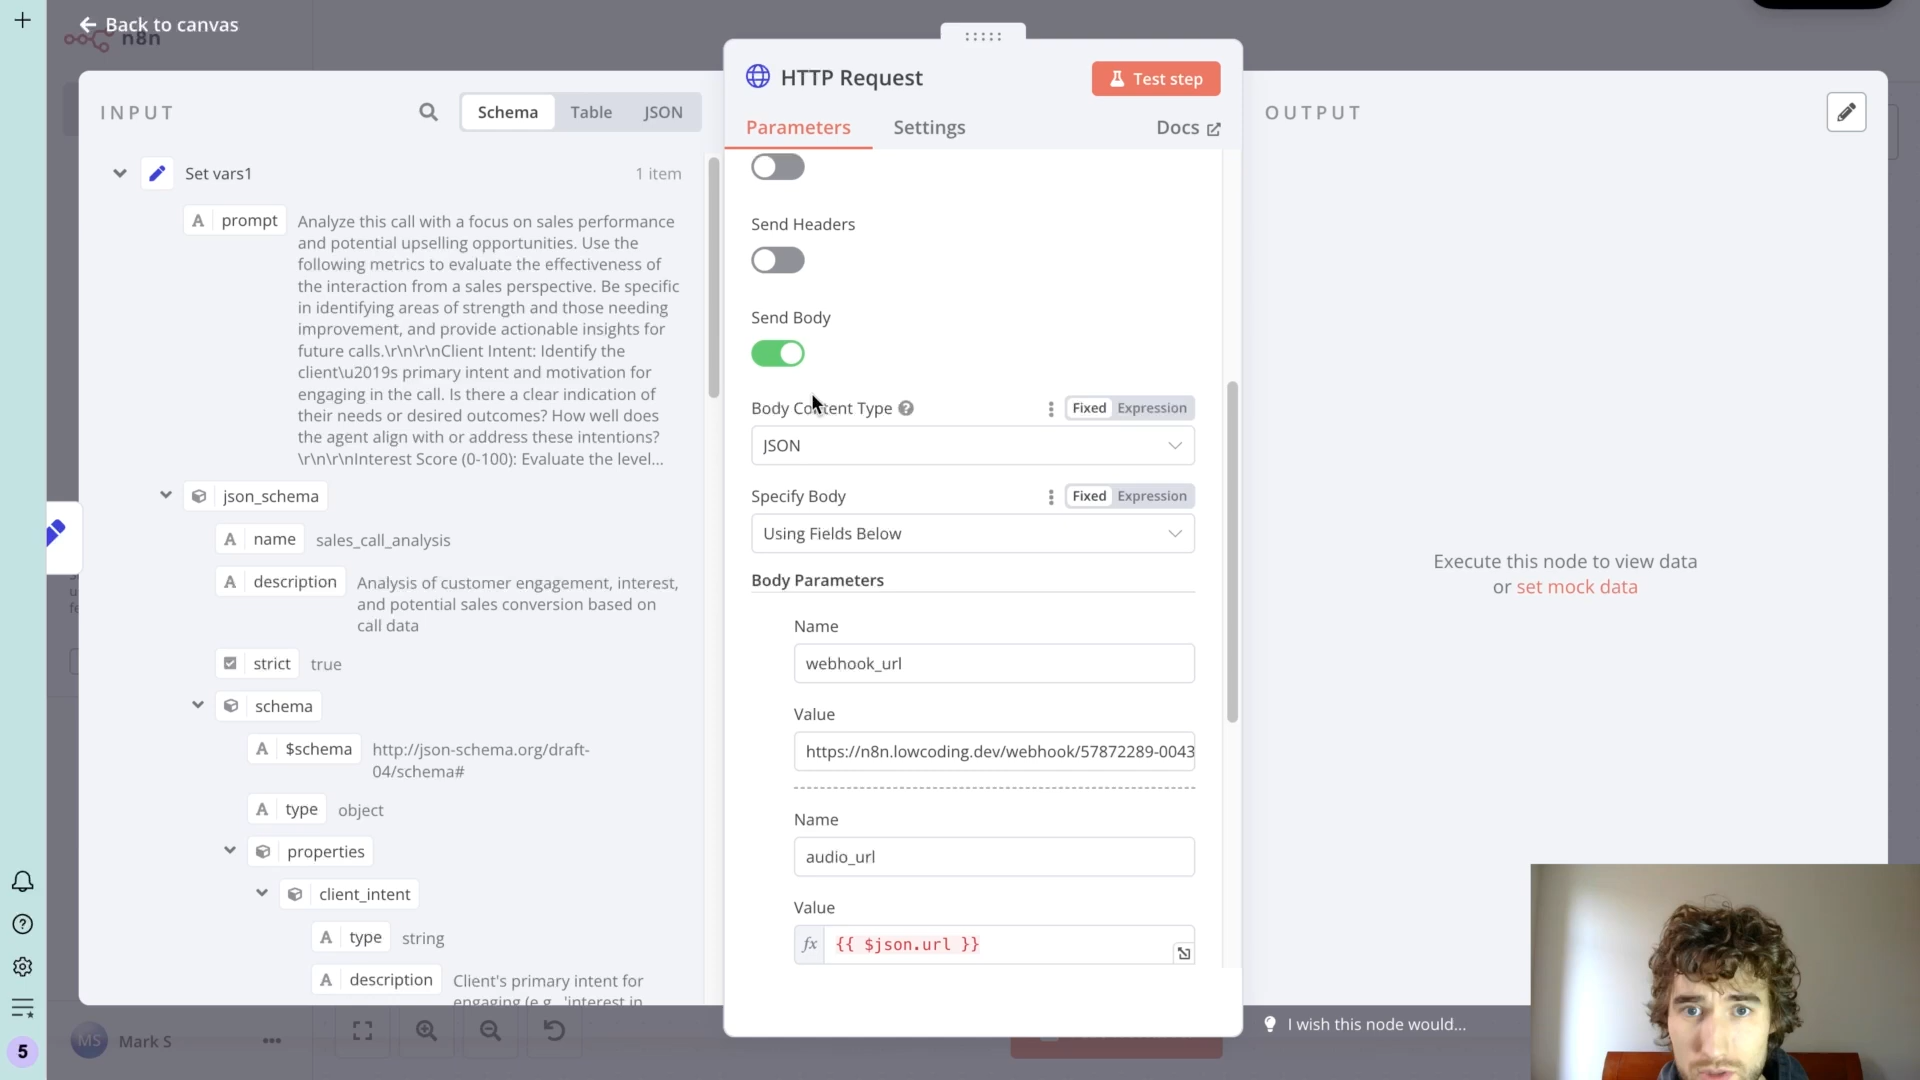 Back to canvas
n8n
INPUT
Schema
Table
JSON
Set vars1
1 item
prompt
Analyze this call with a focus on sales performance
and potential upselling opportunities. Use the
following metrics to evaluate the effectiveness of
the interaction from a sales perspective. Be specific
in identifying areas of strength and those needing
improvement, and provide actionable insights for
future calls.\r\n\r\nClient Intent: Identify the
client\u2019s primary intent and motivation for
engaging in the call. Is there a clear indication of
their needs or desired outcomes? How well does
the agent align with or address these intentions?
\r\n\r\nInterest Score (0-100): Evaluate the level...
json_schema
name
sales_call_analysis
description
Analysis of customer engagement, interest,
and potential sales conversion based on
call data
strict
true
schema
$schema
http://json-schema.org/draft-
04/schema#
type
object
properties
client_intent
type
string
description
Client's primary intent for
engaging (e.g., 'interest in
MS
Mark S
5
HTTP Request
Test step
Parameters
Settings
Docs
Send Headers
Send Body
Body Content Type
Fixed
Expression
JSON
Specify Body
Fixed
Expression
Using Fields Below
Body Parameters
Name
webhook_url
Value
https://n8n.lowcoding.dev/webhook/57872289-0043
Name
audio_url
Value
fx
{{ $json.url }}
OUTPUT
Execute this node to view data
or set mock data
I wish this node would...